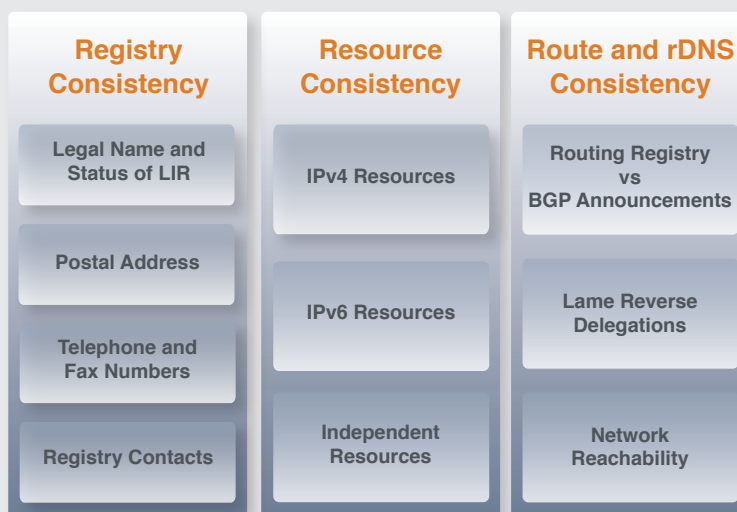 Registry
Consistency
Legal Name and
Status of LIR
Postal Address
Telephone and
Fax Numbers
Registry Contacts
Resource
Consistency
IPv4 Resources
IPv6 Resources
Independent
Resources
Route and rDNS
Consistency
Routing Registry
vs
BGP Announcements
Lame Reverse
Delegations
Network
Reachability